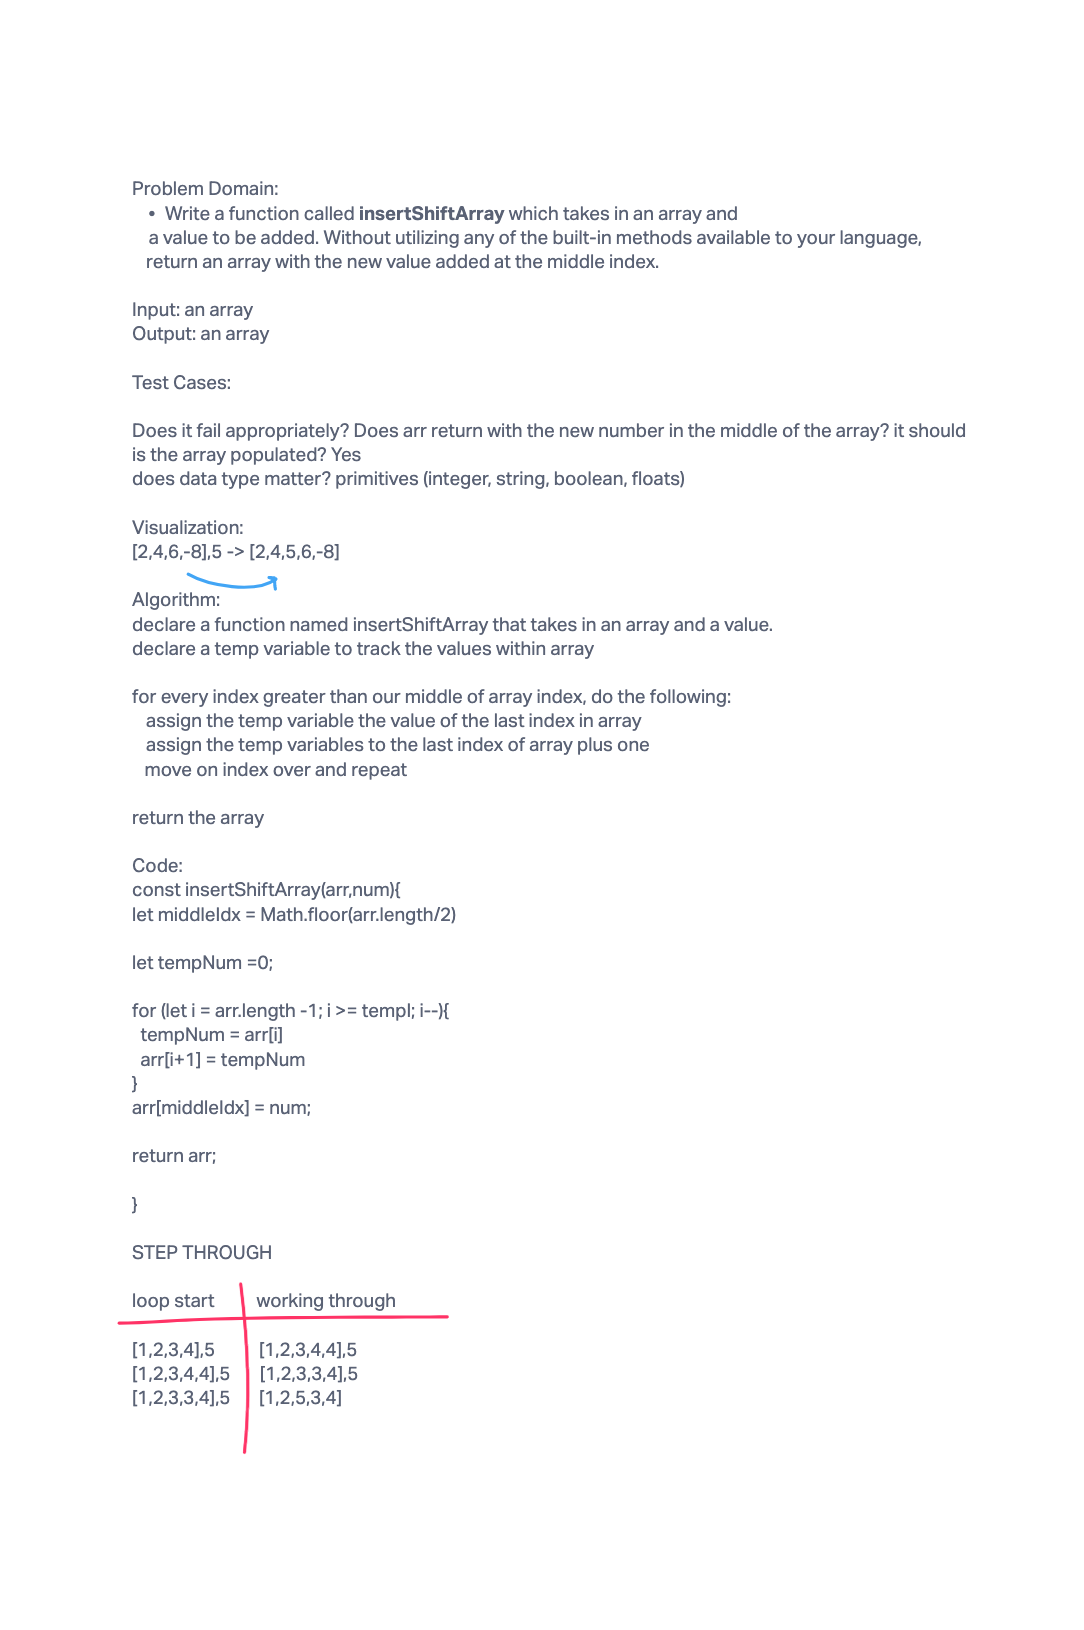 Problem Domain:
• Write a function called insertShiftArray which takes in an array and
a value to be added. Without utilizing any of the built-in methods available to your language,
return an array with the new value added at the middle index.
Input: an array
Output: an array
Test Cases:
Does it fail appropriately? Does arr return with the new number in the middle of the array? it should
is the array populated? Yes
does data type matter? primitives (integer, string, boolean, floats)
Visualization:
[2,4,6,-8],5 -> [2,4,5,6,-8]
Algorithm:
declare a function named insertShiftArray that takes in an array and a value.
declare a temp variable to track the values within array
for every index greater than our middle of array index, do the following:
assign the temp variable the value of the last index in array
assign the temp variables to the last index of array plus one
move on index over and repeat
return the array
Code:
const insertShiftArray(arr,num){
let middleIdx = Math.floor(arr.length/2)
let tempNum =0;
for (let i = arr.length -1; i >= tempI; i--){
tempNum = arr[i]
arr[i+1] = tempNum
}
arr[middleIdx] = num;
return arr;
}
STEP THROUGH
loop start working through
[1,2,3,4],5 [1,2,3,4,4],5
[1,2,3,4,4],5 [1,2,3,3,4],5
[1,2,3,3,4],5 [1,2,5,3,4]